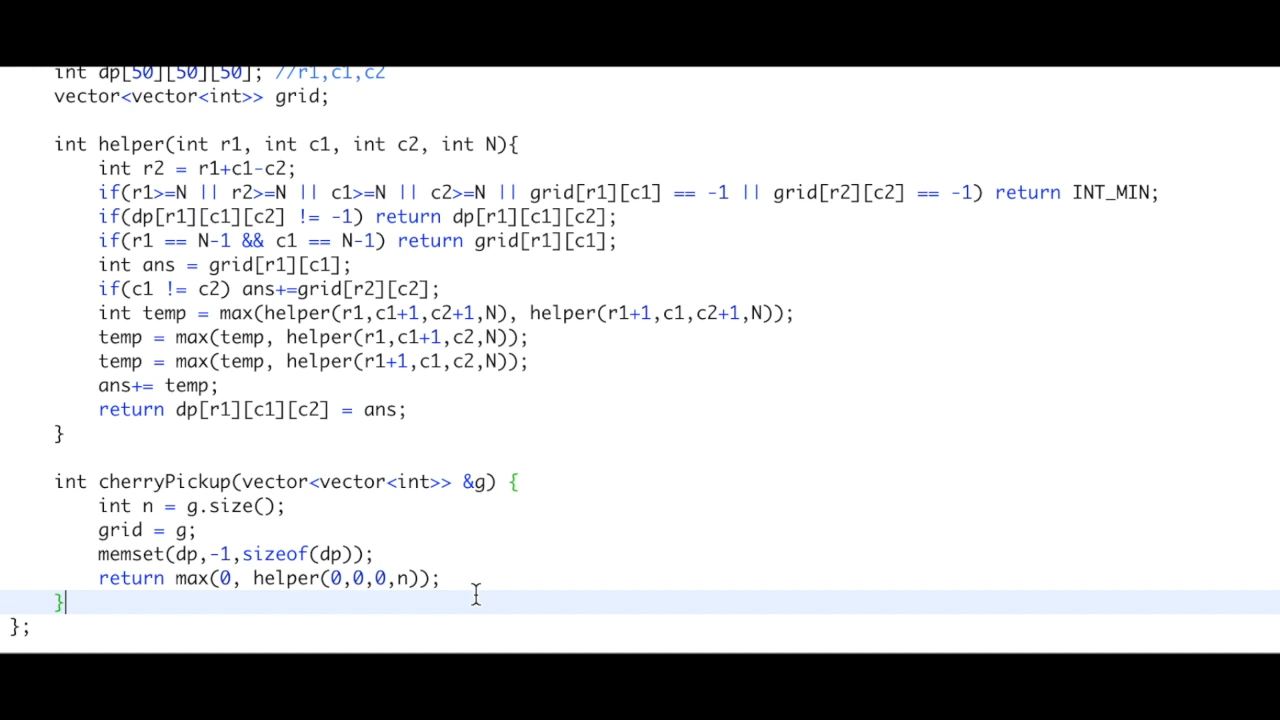 int dp[50][50][50]; //r1,c1,c2
vector<vector<int>> grid;
int helper(int r1, int c1, int c2, int N){
int r2 = r1+c1-c2;
if(r1>=N || r2>=N || c1>=N || c2>=N || grid[r1][c1] == -1 || grid[r2][c2] == -1) return INT_MIN;
if(dp[r1][c1][c2] != -1) return dp[r1][c1][c2];
if(r1 == N-1 && c1 == N-1) return grid[r1][c1];
int ans = grid[r1][c1];
if(c1 != c2) ans+=grid[r2][c2];
int temp = max(helper(r1,c1+1,c2+1,N), helper(r1+1,c1,c2+1,N));
temp = max(temp, helper(r1,c1+1,c2,N));
temp = max(temp, helper(r1+1,c1,c2,N));
ans+= temp;
return dp[r1][c1][c2] = ans;
}
int cherryPickup(vector<vector<int>> &g) {
int n = g.size();
grid = g;
memset(dp,-1,sizeof(dp));
return max(0, helper(0,0,0,n));
}
};